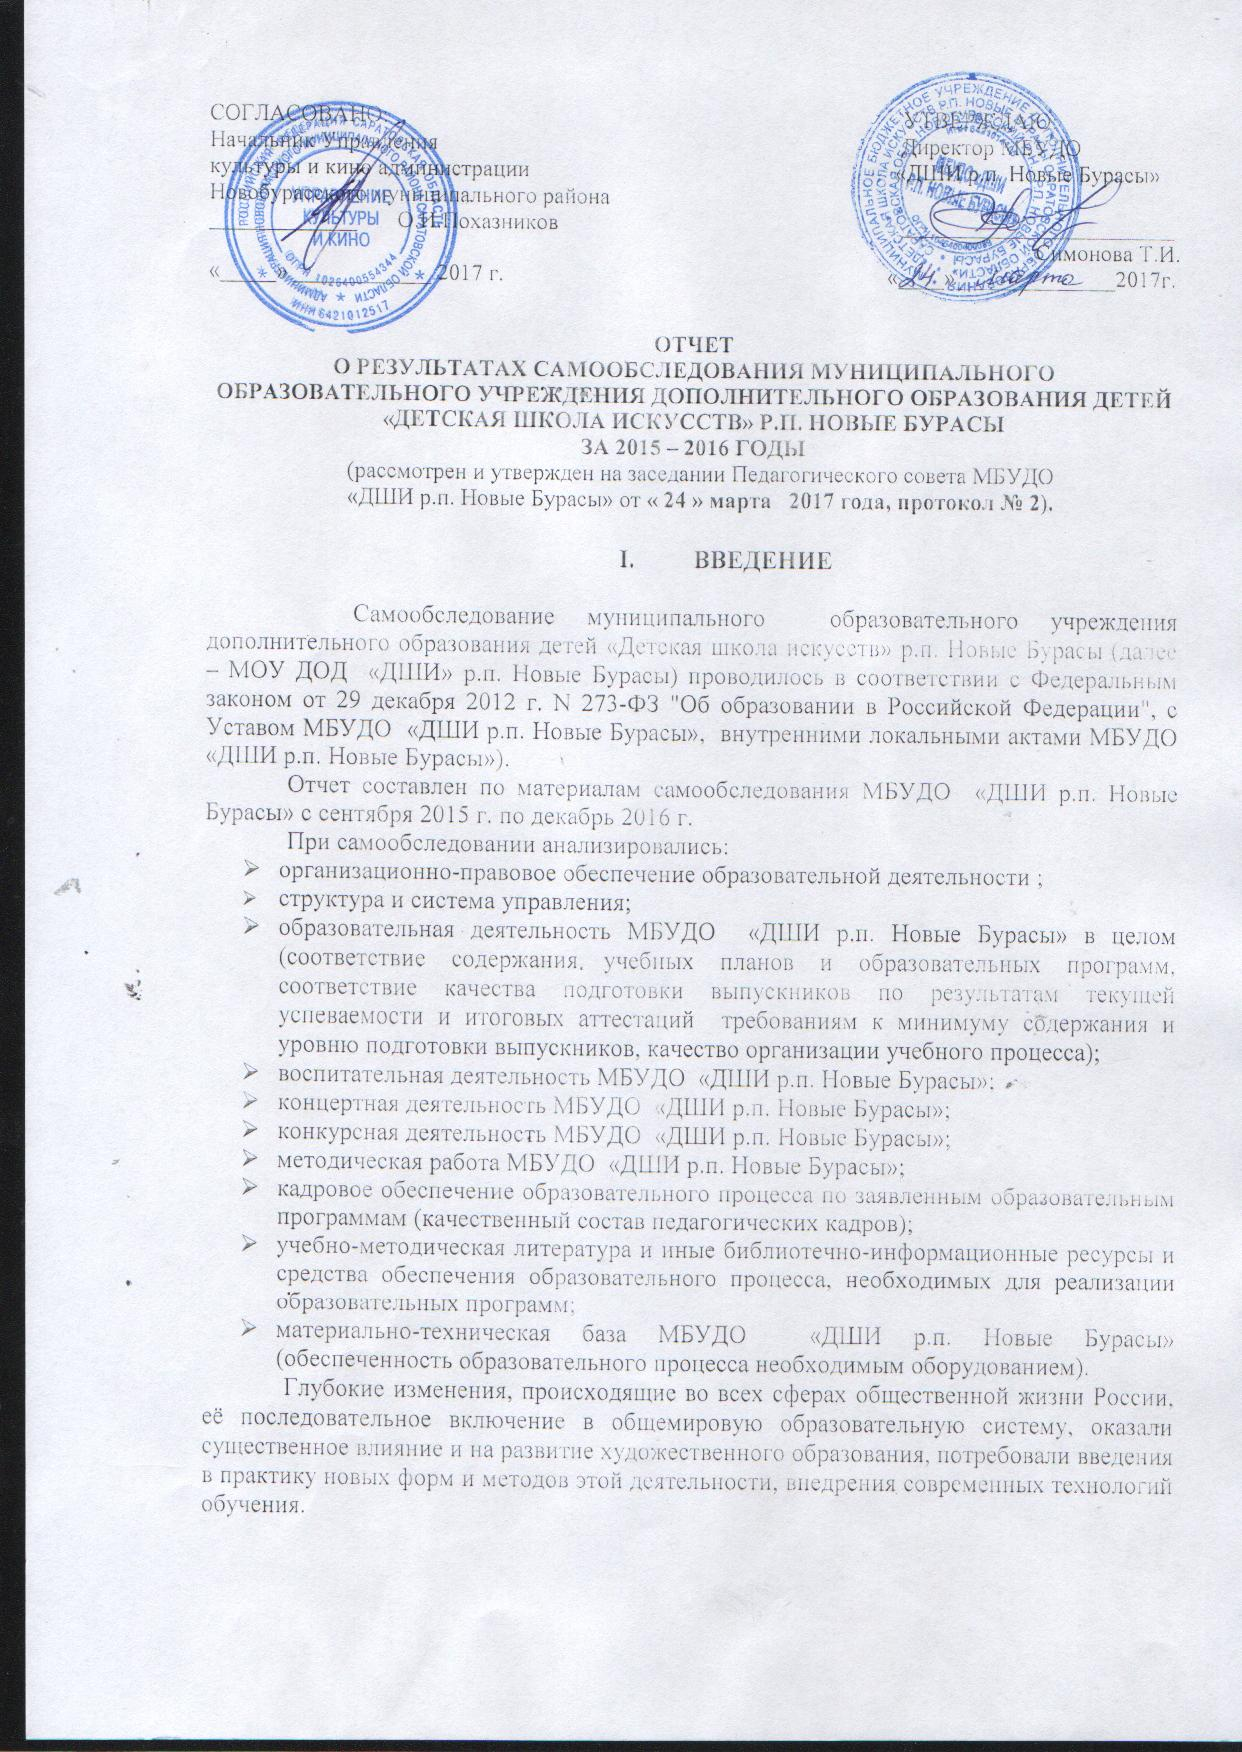 СОГЛАСОВАНО:
Начальник Управления
культуры и кино администрации
Новобурасского муниципального района
О.И.Похазников
«____»____________2017 г.
УТВЕРЖДАЮ
Директор МБУДО
«ДШИ р.п. Новые Бурасы»
Симонова Т.И.
«24» марта 2017г.
УПРАВЛЕНИЕ
КУЛЬТУРЫ
И КИНО
ОГРН 1026400554344
ИНН 6421012517
ОТЧЕТ
О РЕЗУЛЬТАТАХ САМООБСЛЕДОВАНИЯ МУНИЦИПАЛЬНОГО
ОБРАЗОВАТЕЛЬНОГО УЧРЕЖДЕНИЯ ДОПОЛНИТЕЛЬНОГО ОБРАЗОВАНИЯ ДЕТЕЙ
«ДЕТСКАЯ ШКОЛА ИСКУССТВ» Р.П. НОВЫЕ БУРАСЫ
ЗА 2015 – 2016 ГОДЫ
(рассмотрен и утвержден на заседании Педагогического совета МБУДО
«ДШИ р.п. Новые Бурасы» от « 24 » марта 2017 года, протокол № 2).
I. ВВЕДЕНИЕ
Самообследование муниципального образовательного учреждения
дополнительного образования детей «Детская школа искусств» р.п. Новые Бурасы (далее
– МОУ ДОД «ДШИ» р.п. Новые Бурасы) проводилось в соответствии с Федеральным
законом от 29 декабря 2012 г. N 273-ФЗ "Об образовании в Российской Федерации", с
Уставом МБУДО «ДШИ р.п. Новые Бурасы», внутренними локальными актами МБУДО
«ДШИ р.п. Новые Бурасы»).
Отчет составлен по материалам самообследования МБУДО «ДШИ р.п. Новые
Бурасы» с сентября 2015 г. по декабрь 2016 г.
При самообследовании анализировались:
➢ организационно-правовое обеспечение образовательной деятельности ;
➢ структура и система управления;
➢ образовательная деятельность МБУДО «ДШИ р.п. Новые Бурасы» в целом
(соответствие содержания, учебных планов и образовательных программ,
соответствие качества подготовки выпускников по результатам текущей
успеваемости и итоговых аттестаций требованиям к минимуму содержания и
уровню подготовки выпускников, качество организации учебного процесса);
➢ воспитательная деятельность МБУДО «ДШИ р.п. Новые Бурасы»;
➢ концертная деятельность МБУДО «ДШИ р.п. Новые Бурасы»;
➢ конкурсная деятельность МБУДО «ДШИ р.п. Новые Бурасы»;
➢ методическая работа МБУДО «ДШИ р.п. Новые Бурасы»;
➢ кадровое обеспечение образовательного процесса по заявленным образовательным
программам (качественный состав педагогических кадров);
➢ учебно-методическая литература и иные библиотечно-информационные ресурсы и
средства обеспечения образовательного процесса, необходимых для реализации
образовательных программ;
➢ материально-техническая база МБУДО «ДШИ р.п. Новые Бурасы»
(обеспеченность образовательного процесса необходимым оборудованием).
Глубокие изменения, происходящие во всех сферах общественной жизни России,
её последовательное включение в общемировую образовательную систему, оказали
существенное влияние и на развитие художественного образования, потребовали введения
в практику новых форм и методов этой деятельности, внедрения современных технологий
обучения.